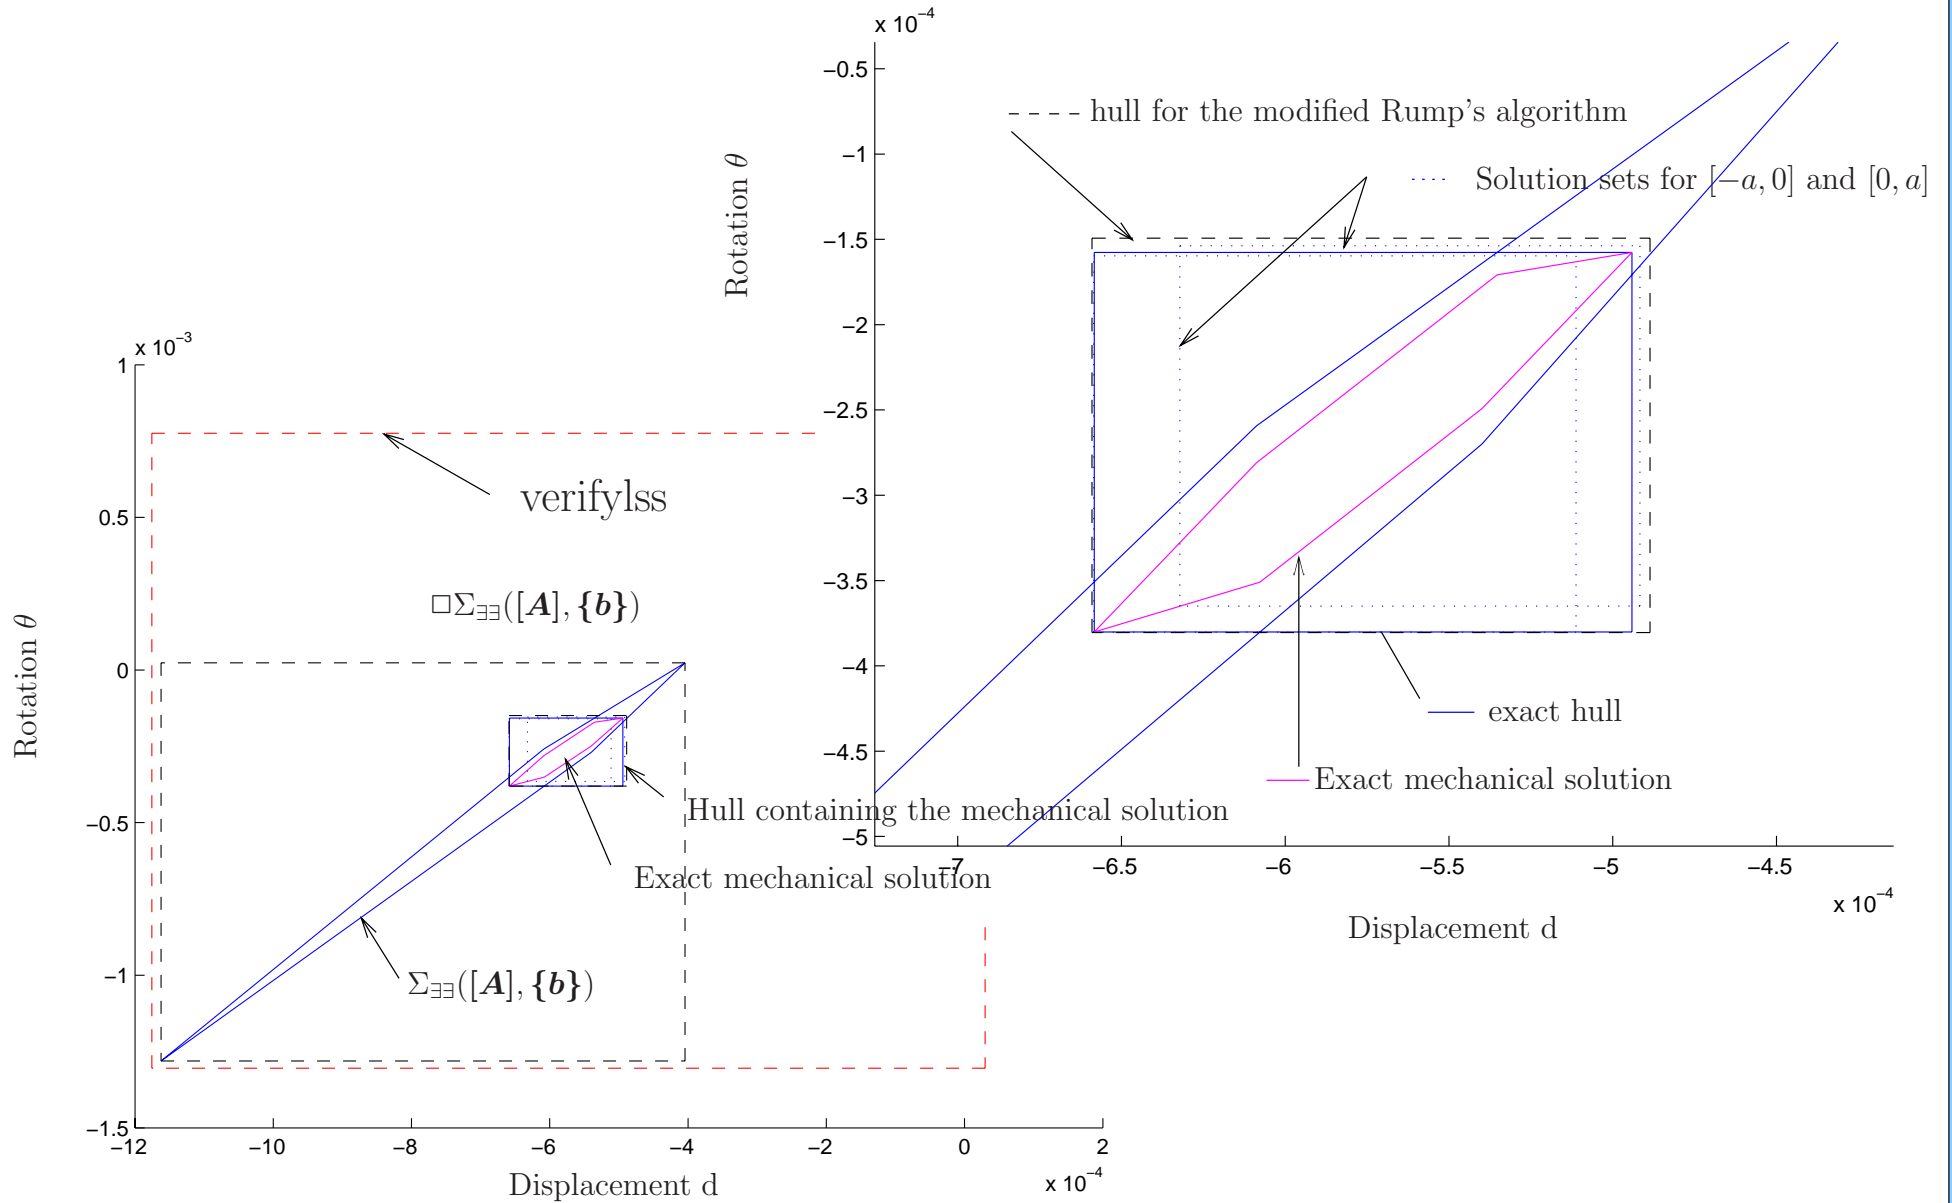 x 10⁻⁴
−0.5
hull for the modified Rump's algorithm
−1
Rotation θ
Solution sets for [−a, 0] and [0, a]
−1.5
−2
−2.5
−3
−3.5
−4
exact hull
−4.5
Exact mechanical solution
−5
−7
−6.5
−6
−5.5
−5
−4.5
x 10⁻⁴
Displacement d
x 10⁻³
1
verifylss
0.5
□Σ∃∃([A], {b})
Rotation θ
0
Hull containing the mechanical solution
−0.5
Exact mechanical solution
Σ∃∃([A], {b})
−1
−1.5
−12
−10
−8
−6
−4
−2
0
2
Displacement d
x 10⁻⁴